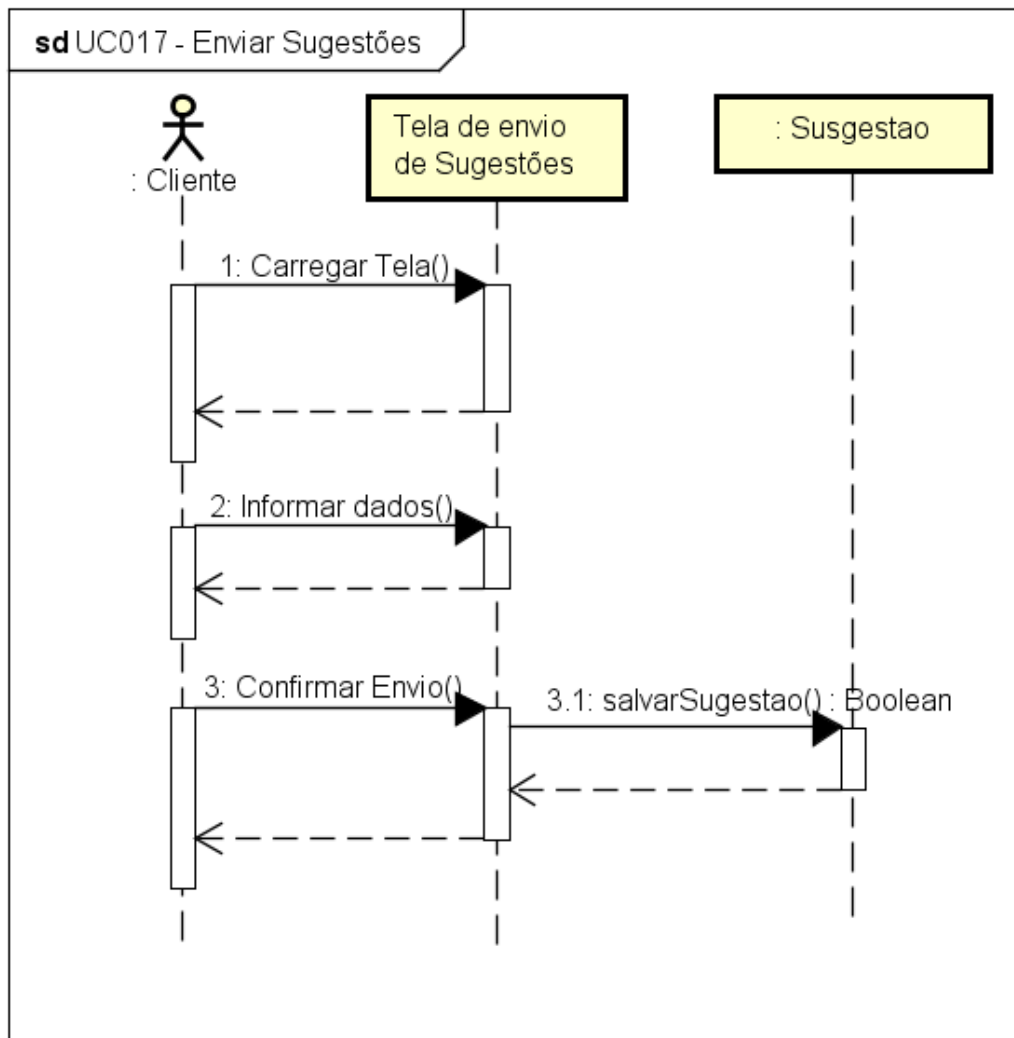 sd UC017 - Enviar Sugestões
: Cliente
Tela de envio
de Sugestões
: Susgestao
1: Carregar Tela()
2: Informar dados()
3: Confirmar Envio()
3.1: salvarSugestao() : Boolean